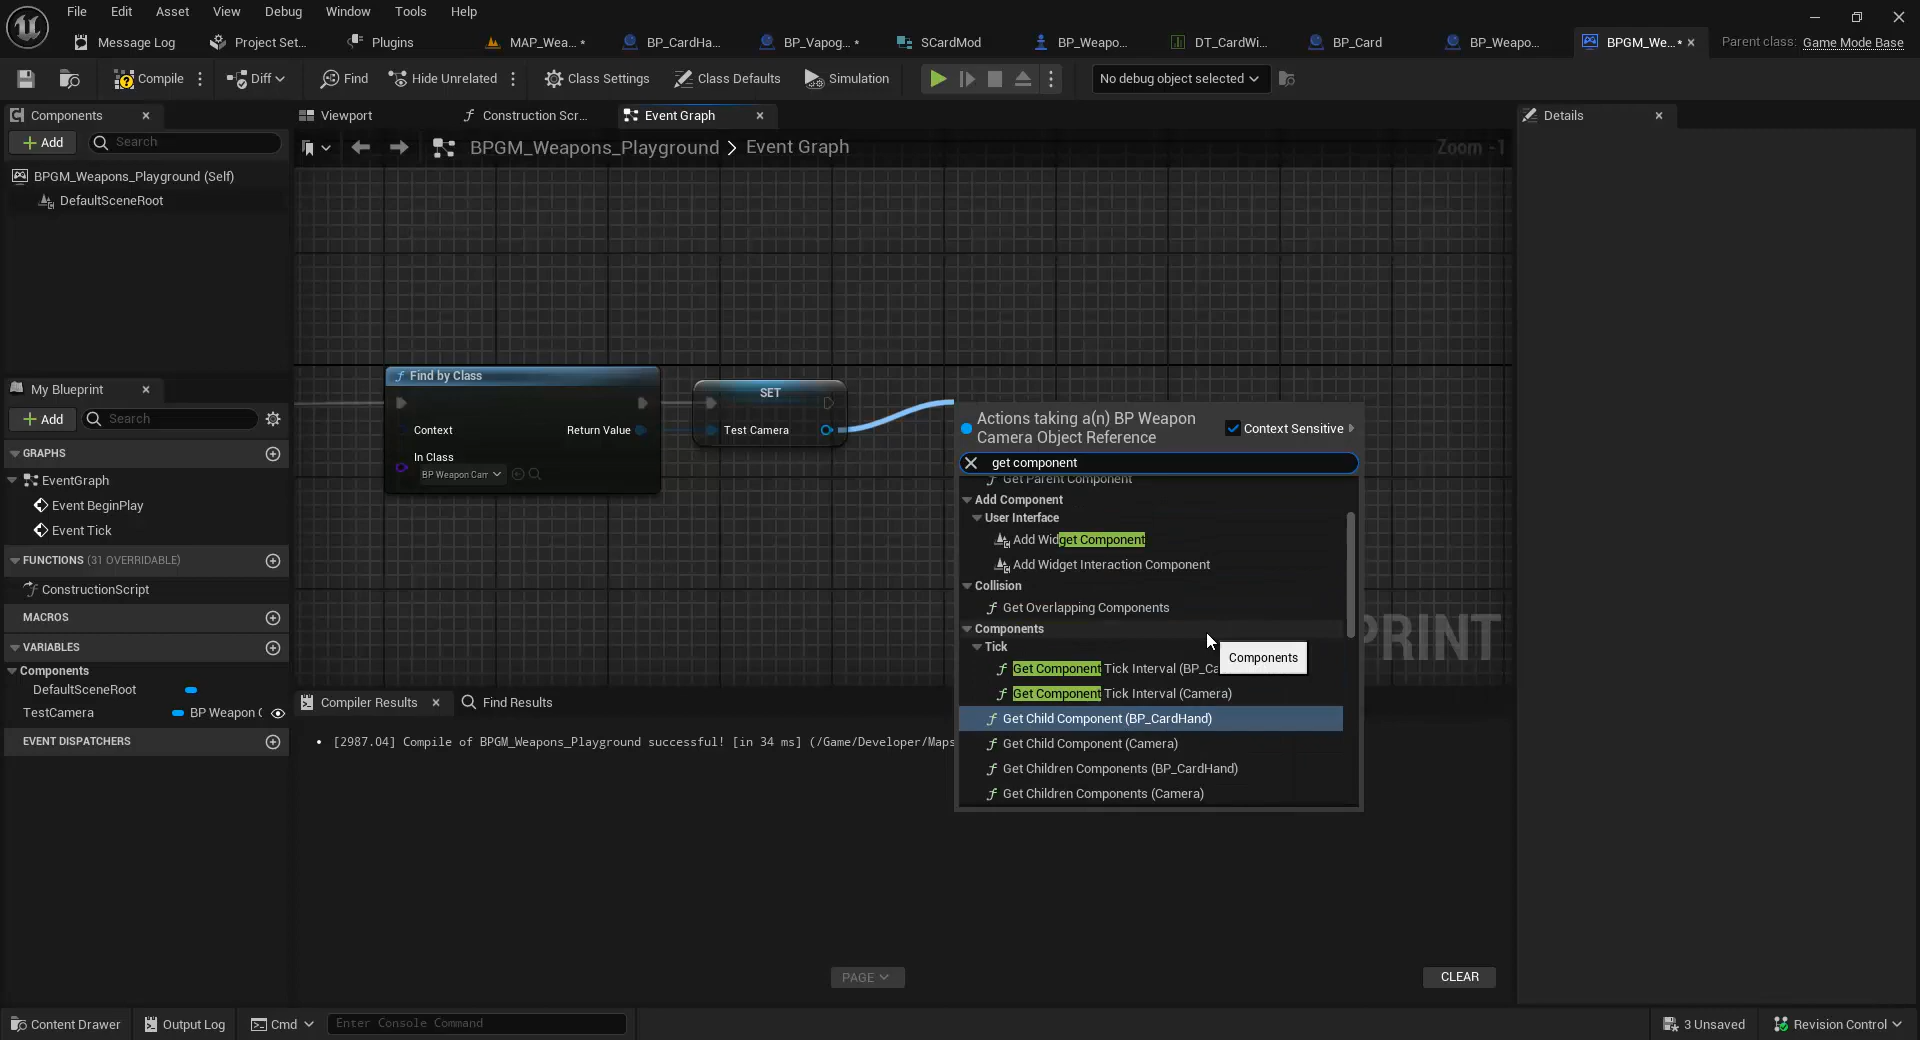 File Edit Asset View Debug Window Tools Help
Message Log Project Set... Plugins MAP_Wea... * BP_CardHa... BP_Vapog... * SCardMod BP_Weapo... DT_CardWi... BP_Card BP_Weapo... BPGM_We... * Parent class: Game Mode Base
Compile Diff Find Hide Unrelated Class Settings Class Defaults Simulation No debug object selected
Components Viewport Construction Scr... Event Graph Details
Add Search
BPGM_Weapons_Playground > Event Graph Zoom -1
BPGM_Weapons_Playground (Self)
DefaultSceneRoot
My Blueprint
Add Search
GRAPHS
EventGraph
Event BeginPlay
Event Tick
FUNCTIONS (31 OVERRIDABLE)
ConstructionScript
MACROS
VARIABLES
Components
DefaultSceneRoot
TestCamera BP Weapon C
EVENT DISPATCHERS
Find by Class
Context Return Value
In Class
BP Weapon Cam
SET
Test Camera
Actions taking a(n) BP Weapon
Camera Object Reference
Context Sensitive
get component
Get Parent Component
Add Component
User Interface
Add Widget Component
Add Widget Interaction Component
Collision
Get Overlapping Components
Components
Tick
Get Component Tick Interval (BP_Ca
Get Component Tick Interval (Camera)
Get Child Component (BP_CardHand)
Get Child Component (Camera)
Get Children Components (BP_CardHand)
Get Children Components (Camera)
Components
PRINT
Compiler Results Find Results
[2987.04] Compile of BPGM_Weapons_Playground successful! [in 34 ms] (/Game/Developer/Maps
PAGE CLEAR
Content Drawer Output Log Cmd Enter Console Command 3 Unsaved Revision Control